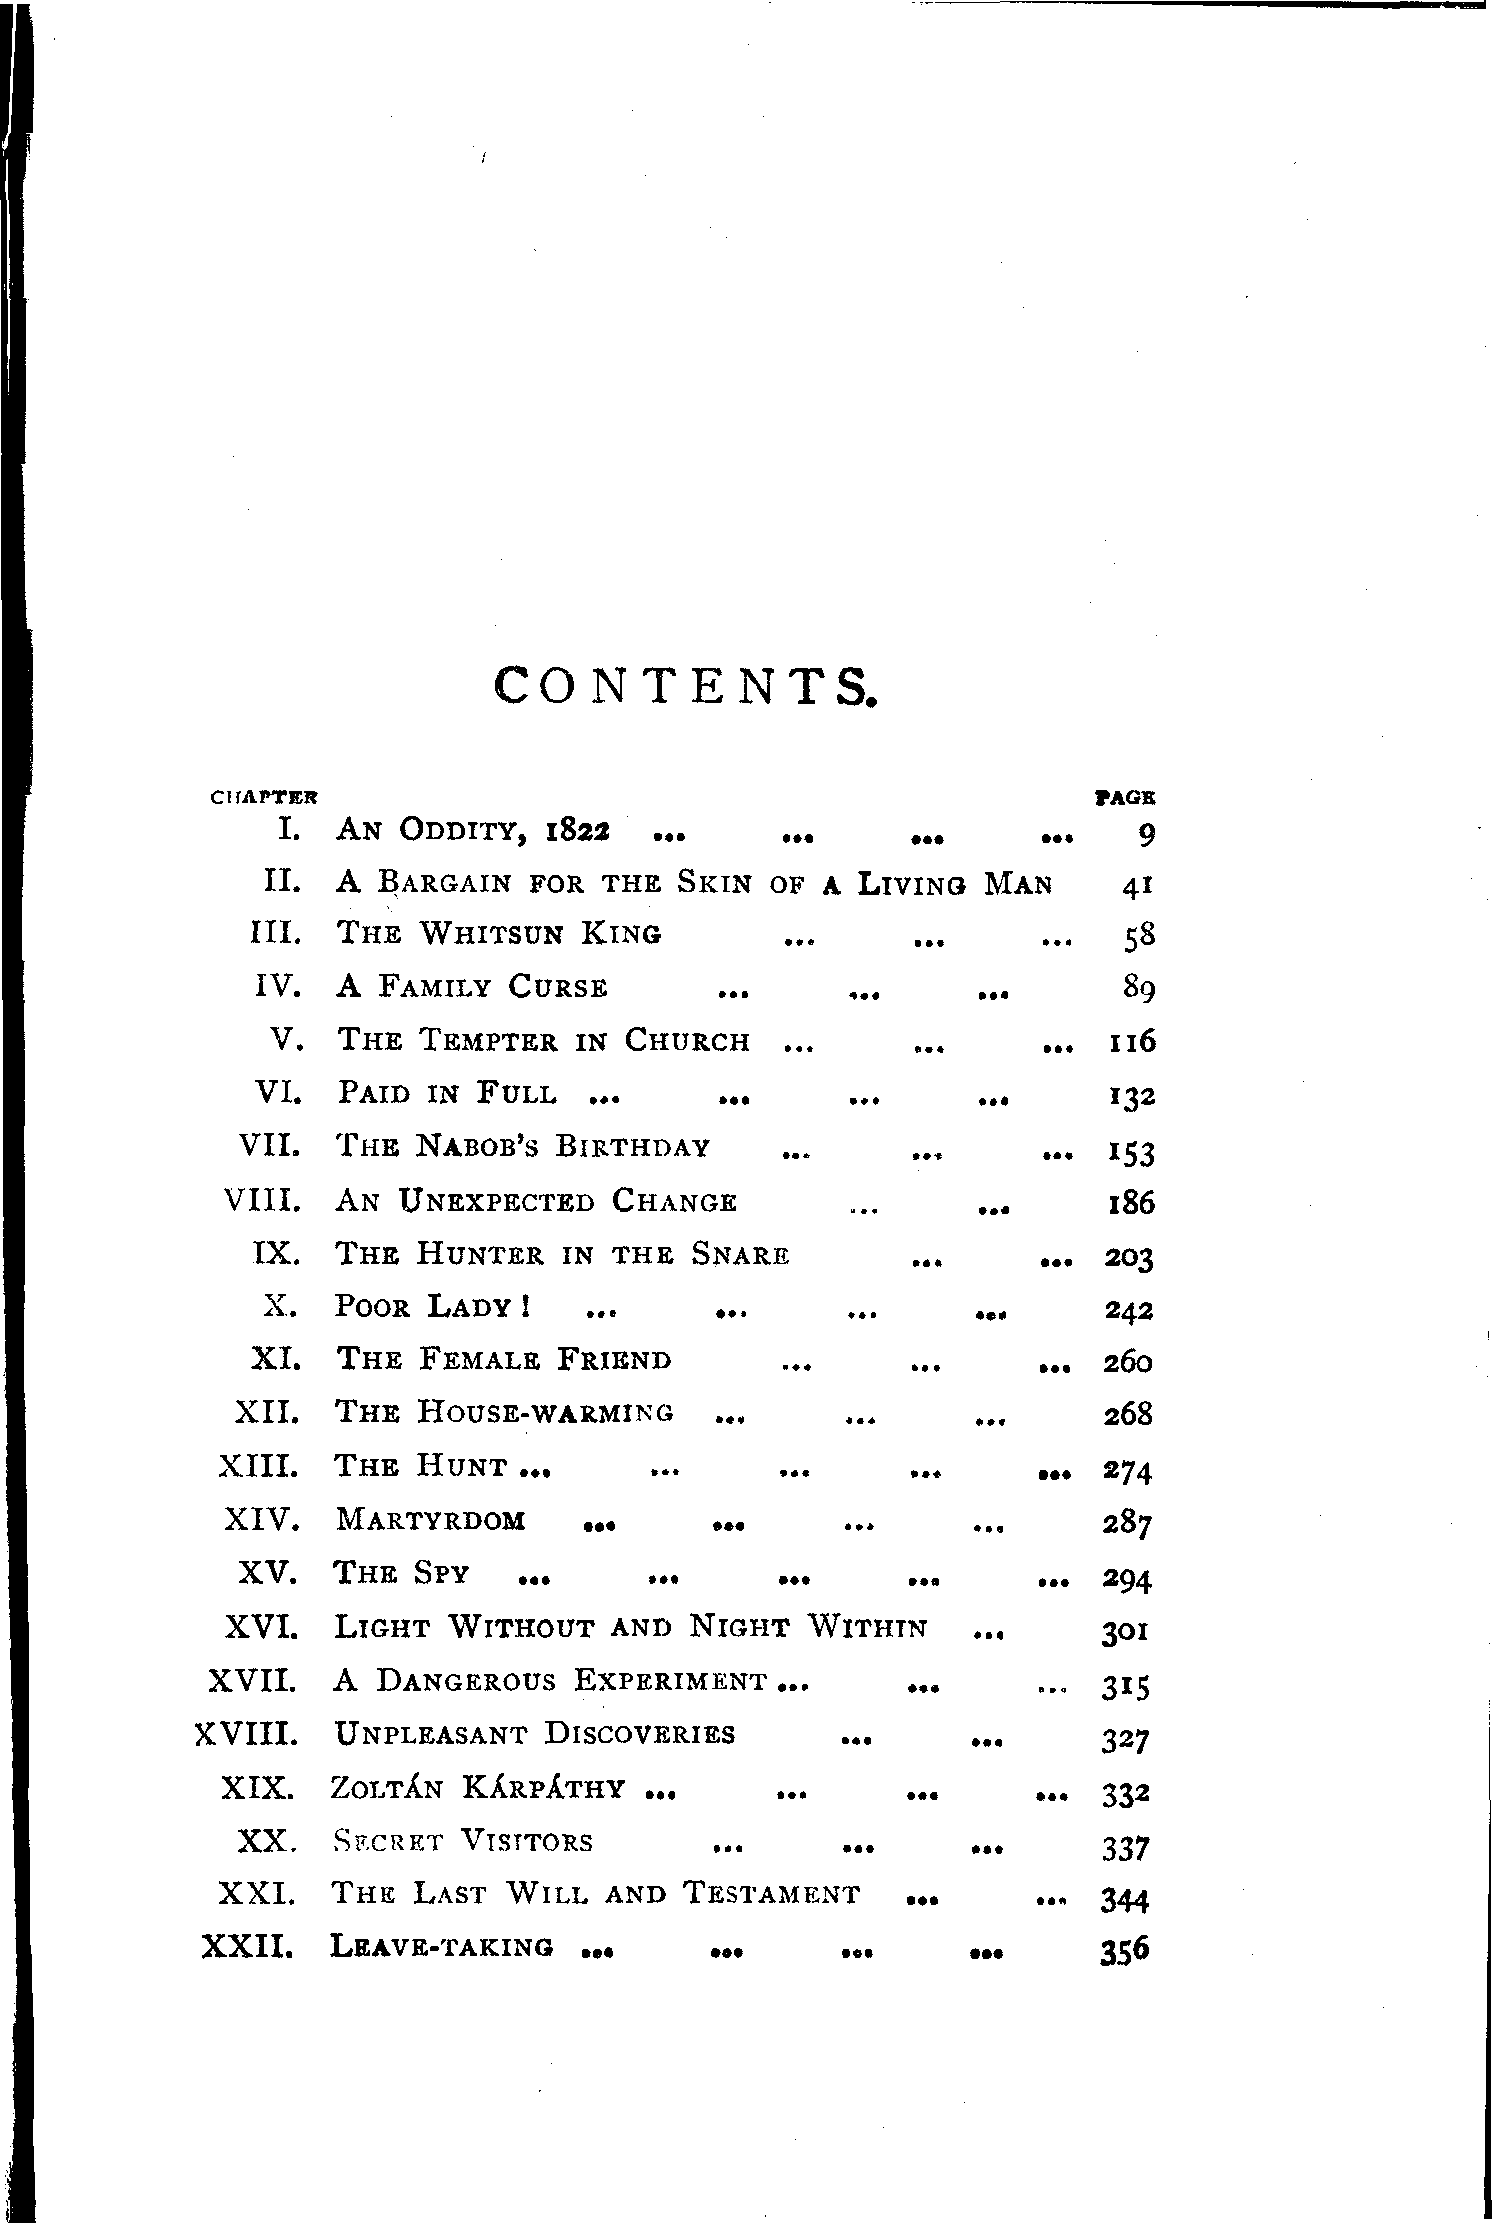 CONTENTS.
CHAPTER PAGE
I. AN ODDITY, 1822 ... ... ... ... 9
II. A BARGAIN FOR THE SKIN OF A LIVING MAN 41
III. THE WHITSUN KING ... ... ... 58
IV. A FAMILY CURSE ... ... ... 89
V. THE TEMPTER IN CHURCH ... ... ... 116
VI. PAID IN FULL ... ... ... ... 132
VII. THE NABOB'S BIRTHDAY ... ... ... 153
VIII. AN UNEXPECTED CHANGE ... ... 186
IX. THE HUNTER IN THE SNARE ... ... 203
X. POOR LADY! ... ... ... ... 242
XI. THE FEMALE FRIEND ... ... ... 260
XII. THE HOUSE-WARMING ... ... ... 268
XIII. THE HUNT ... ... ... ... ... 274
XIV. MARTYRDOM ... ... ... ... 287
XV. THE SPY ... ... ... ... ... 294
XVI. LIGHT WITHOUT AND NIGHT WITHIN ... 301
XVII. A DANGEROUS EXPERIMENT ... ... ... 315
XVIII. UNPLEASANT DISCOVERIES ... ... 327
XIX. ZOLTÁN KÁRPÁTHY ... ... ... ... 332
XX. SECRET VISITORS ... ... ... 337
XXI. THE LAST WILL AND TESTAMENT ... ... 344
XXII. LEAVE-TAKING ... ... ... ... 356